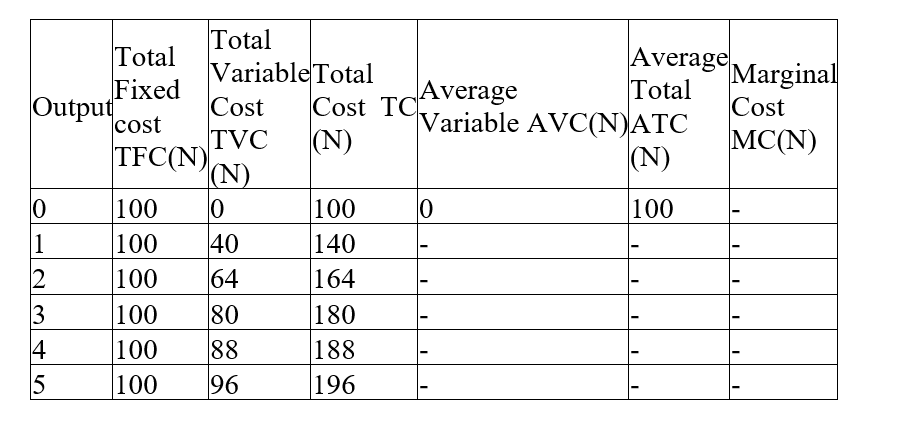 Output
Total
Fixed
cost
TFC(N)
Total
Variable
Cost
TVC
(N)
Total
Cost TC
(N)
Average
Variable AVC(N)
Average
Total
ATC
(N)
Marginal
Cost
MC(N)
0 100 0 100 0 100 -
1 100 40 140 - - -
2 100 64 164 - - -
3 100 80 180 - - -
4 100 88 188 - - -
5 100 96 196 - - -